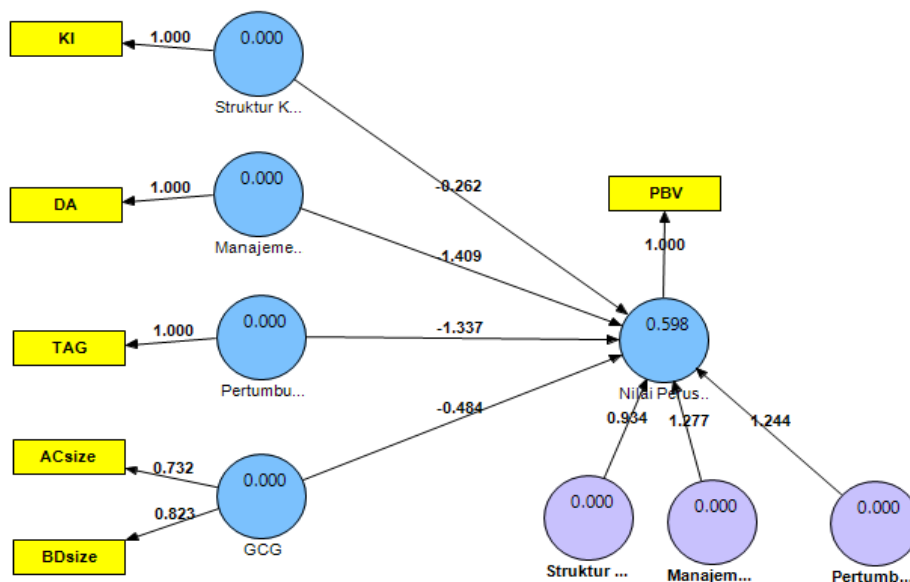 KI
1.000
0.000
Struktur K...
-0.262
DA
1.000
0.000
Manajeme..
-1.409
PBV
1.000
TAG
1.000
0.000
Pertumbu...
-1.337
0.598
Nilai Perus..
ACsize
0.732
BDsize
0.823
0.000
GCG
-0.484
0.934
1.277
1.244
0.000
Struktur ...
0.000
Manajem...
0.000
Pertumb...